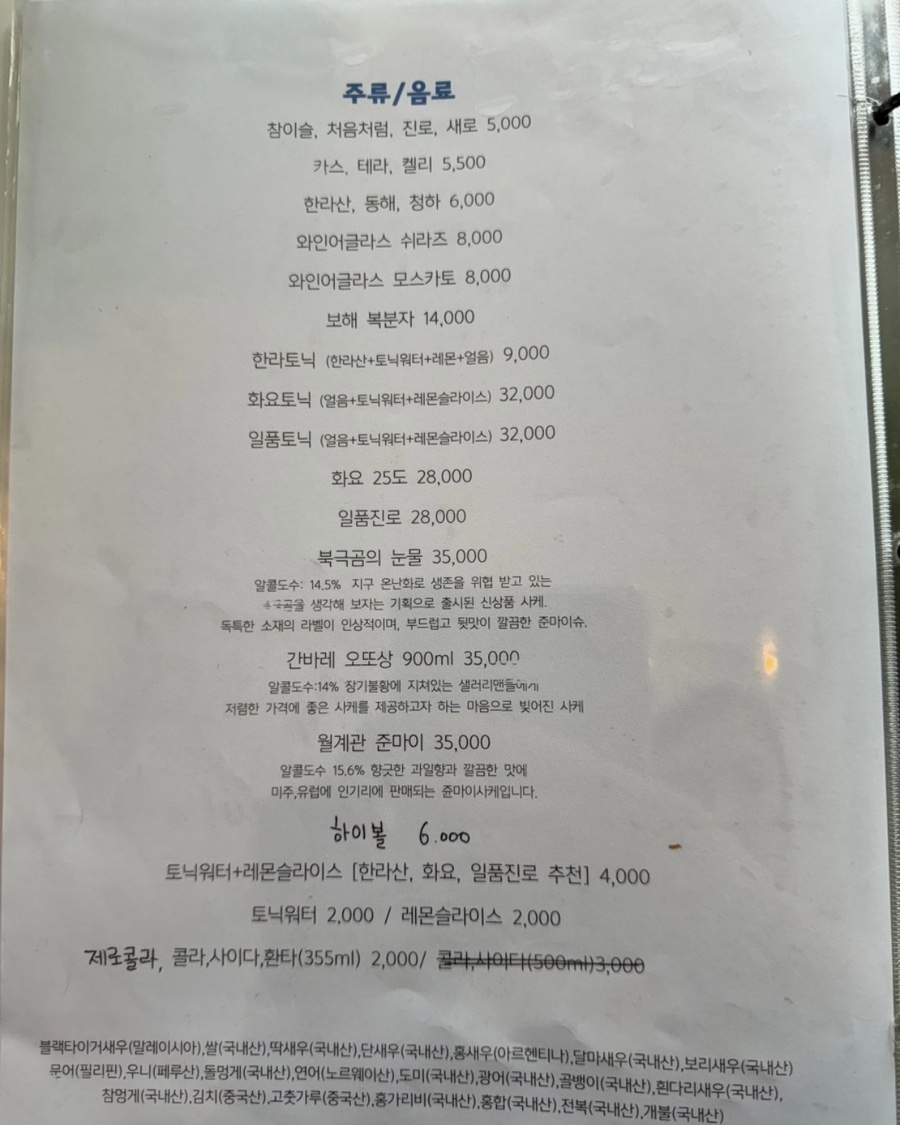 주류/음료
참이슬, 처음처럼, 진로, 새로 5,000
카스, 테라, 켈리 5,500
한라산, 동해, 청하 6,000
와인어글라스 쉬라즈 8,000
와인어글라스 모스카토 8,000
보해 복분자 14,000
한라토닉 (한라산+토닉워터+레몬+얼음) 9,000
화요토닉 (얼음+토닉워터+레몬슬라이스) 32,000
일품토닉 (얼음+토닉워터+레몬슬라이스) 32,000
화요 25도 28,000
일품진로 28,000
북극곰의 눈물 35,000
알콜도수: 14.5% 지구 온난화로 생존을 위협 받고 있는
생각해 보자는 기획으로 출시된 신상품 사케.
독특한 소재의 라벨이 인상적이며, 부드럽고 뒷맛이 깔끔한 준마이슈.
간바레 오또상 900ml 35,000
알콜도수:14% 장기불황에 지쳐있는 샐러리맨들에게
저렴한 가격에 좋은 사케를 제공하고자 하는 마음으로 빚어진 사케
월계관 준마이 35,000
알콜도수 15.6% 향긋한 과일향과 깔끔한 맛에
미주,유럽에 인기리에 판매되는 쥰마이사케입니다.
하이볼 6.000
토닉워터+레몬슬라이스 [한라산, 화요, 일품진로 추천] 4,000
토닉워터 2,000 / 레몬슬라이스 2,000
제로콜라, 콜라,사이다,환타(355ml) 2,000/ 콜라,사이다(500ml)3,000
블랙타이거새우(말레이시아),쌀(국내산),딱새우(국내산),단새우(국내산),홍새우(아르헨티나),달마새우(국내산),보리새우(국내산)
문어(필리핀),우니(페루산),돌멍게(국내산),연어(노르웨이산),도미(국내산),광어(국내산),골뱅이(국내산),흰다리새우(국내산),
참멍게(국내산),김치(중국산),고춧가루(중국산),홍가리비(국내산),홍합(국내산),전복(국내산),개불(국내산)